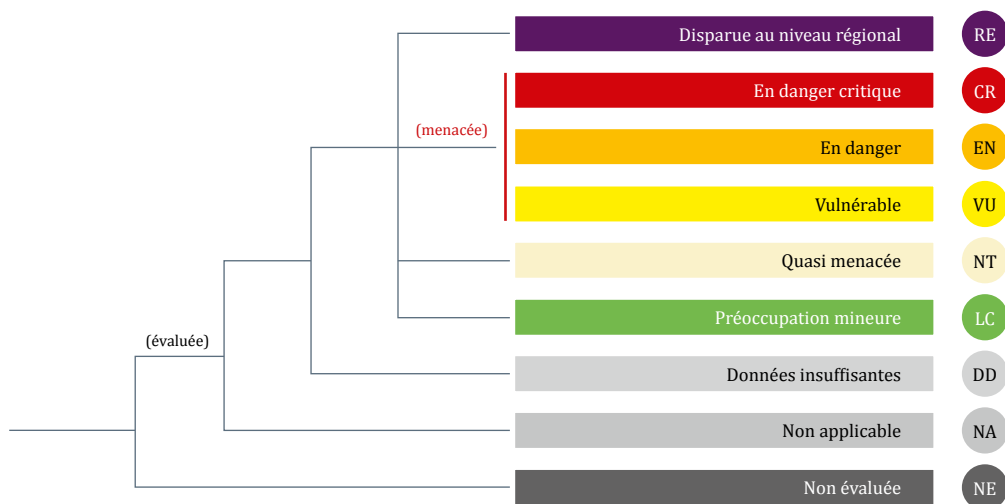 Disparue au niveau régional RE
En danger critique CR
(menacée)
En danger EN
Vulnérable VU
Quasi menacée NT
Préoccupation mineure LC
(évaluée)
Données insuffisantes DD
Non applicable NA
Non évaluée NE